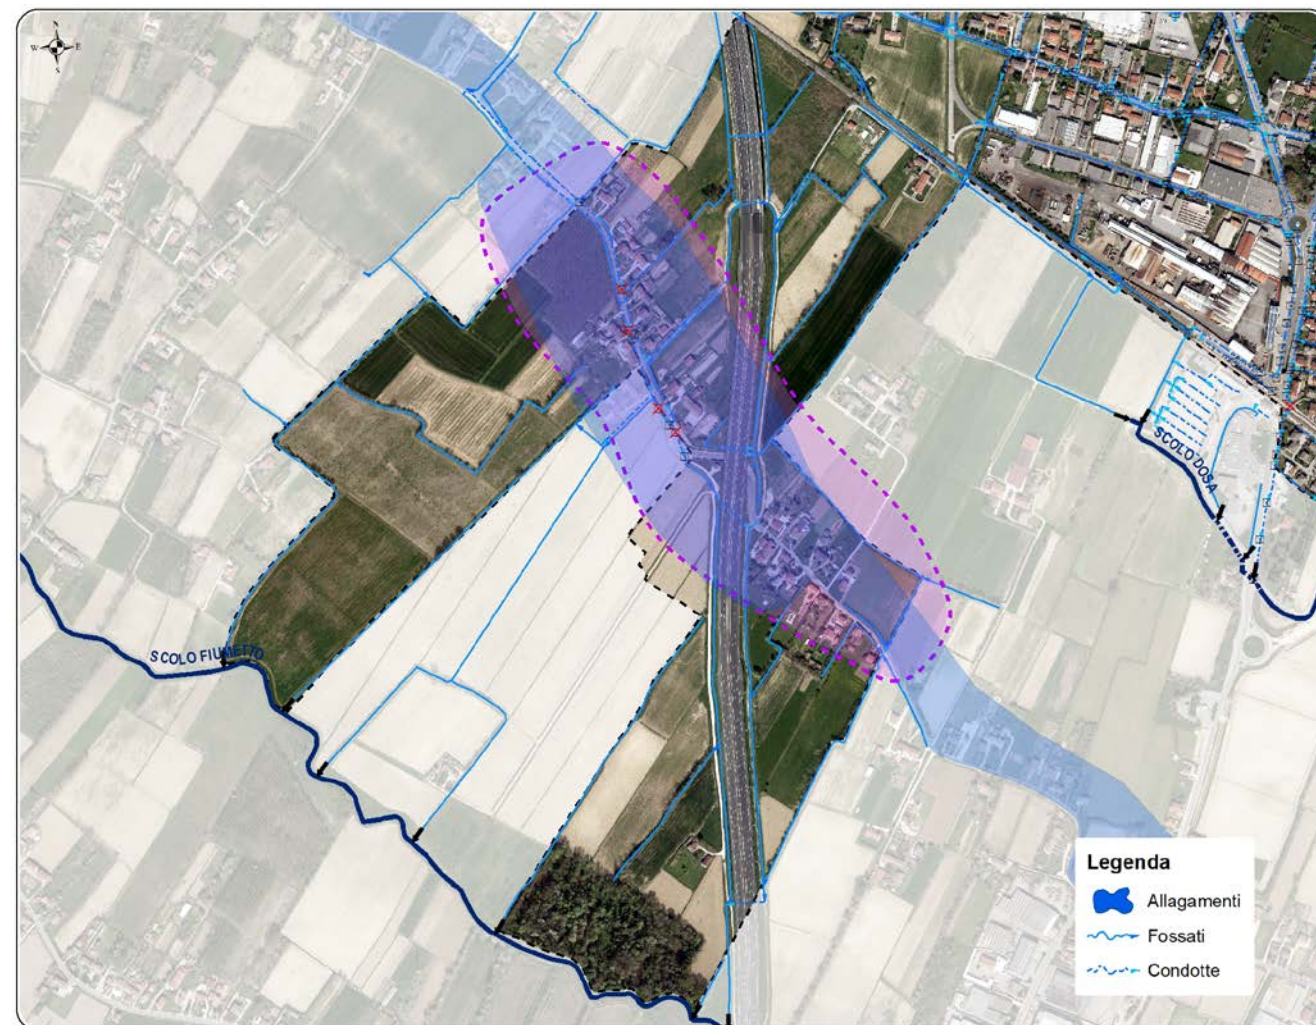 N
W E
S
SCOLO DOSA
SCOLO FIUMETTO
Legenda
Allagamenti
Fossati
Condotte